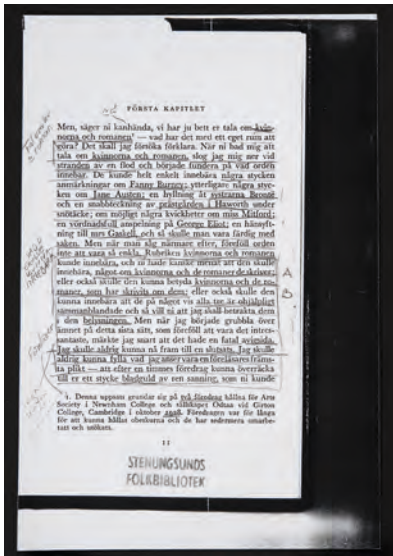 FÖRSTA KAPITLET
Men, säger ni kanhända, vi har ju bett er tala om kvin-
norna och romanen¹ — vad har det med ett eget rum att
göra? Det skall jag försöka förklara. När ni bad mig att
tala om kvinnorna och romanen, slog jag mig ner vid
stranden av en flod och började fundera på vad orden
innebar. De kunde helt enkelt innebära några stycken
anmärkningar om Fanny Burney; ytterligare några styc-
ken om Jane Austen; en hyllning åt systrarna Brontë
och en snabbteckning av prästgården i Haworth under
snötäcke; om möjligt några kvickheter om miss Mitford;
en vördnadsfull anspelning på George Eliot; en hänsyft-
ning till mrs Gaskell, och så skulle man vara färdig med
saken. Men när man såg närmare efter, föreföll orden
inte att vara så enkla. Rubriken kvinnorna och romanen
kunde innebära, och ni hade kanske menat att den skulle
innebära, något om kvinnorna och de romaner de skriver;
eller också skulle den kunna betyda kvinnorna och de ro-
maner, som har skrivits om dem; eller också skulle den
kunna innebära att de på något vis alla tre är ohjälpligt
sammanblandade och så vill ni att jag skall betrakta dem
i den belysningen. Men när jag började grubbla över
ämnet på detta sista sätt, som föreföll att vara det intres-
santaste, märkte jag snart att det hade en fatal avigsida.
Jag skulle aldrig kunna nå fram till en slutsats. Jag skulle
aldrig kunna fylla vad jag anser vara en föreläsares främs-
ta plikt — att efter en timmes föredrag kunna överräcka
till er ett stycke bladguld av ren sanning, som ni kunde
A
B
1. Denna uppsats grundar sig på två föredrag hållna för Arts
Society i Newnham College och sällskapet Odtaa vid Girton
College, Cambridge i oktober 1928. Föredragen var för långa
för att kunna hållas obeskurna och de har sedermera omarbe-
tats och utökats.
11
STENUNGSUNDS
FOLKBIBLIOTEK